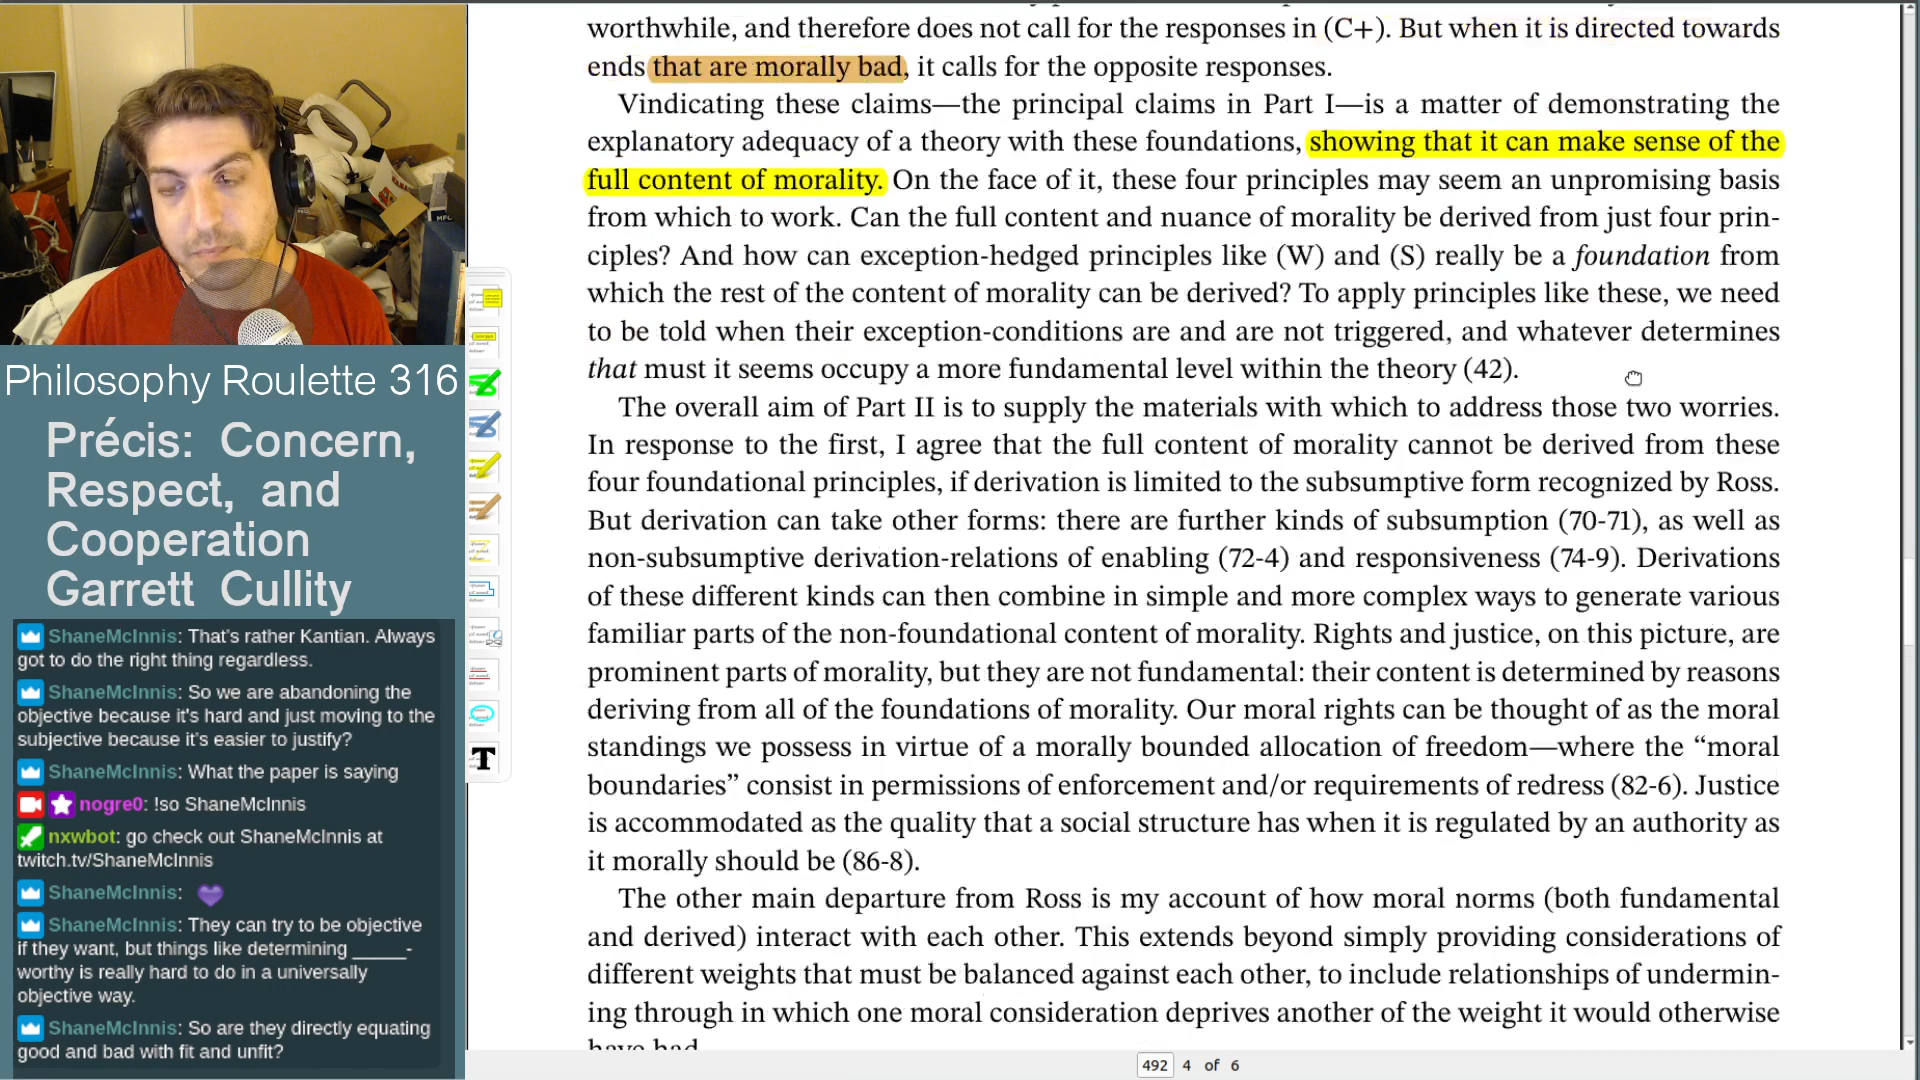 worthwhile, and therefore does not call for the responses in (C+). But when it is directed towards
ends that are morally bad, it calls for the opposite responses.
Vindicating these claims—the principal claims in Part I—is a matter of demonstrating the
explanatory adequacy of a theory with these foundations, showing that it can make sense of the
full content of morality. On the face of it, these four principles may seem an unpromising basis
from which to work. Can the full content and nuance of morality be derived from just four prin-
ciples? And how can exception-hedged principles like (W) and (S) really be a foundation from
which the rest of the content of morality can be derived? To apply principles like these, we need
to be told when their exception-conditions are and are not triggered, and whatever determines
that must it seems occupy a more fundamental level within the theory (42).
The overall aim of Part II is to supply the materials with which to address those two worries.
In response to the first, I agree that the full content of morality cannot be derived from these
four foundational principles, if derivation is limited to the subsumptive form recognized by Ross.
But derivation can take other forms: there are further kinds of subsumption (70-71), as well as
non-subsumptive derivation-relations of enabling (72-4) and responsiveness (74-9). Derivations
of these different kinds can then combine in simple and more complex ways to generate various
familiar parts of the non-foundational content of morality. Rights and justice, on this picture, are
prominent parts of morality, but they are not fundamental: their content is determined by reasons
deriving from all of the foundations of morality. Our moral rights can be thought of as the moral
standings we possess in virtue of a morally bounded allocation of freedom—where the “moral
boundaries” consist in permissions of enforcement and/or requirements of redress (82-6). Justice
is accommodated as the quality that a social structure has when it is regulated by an authority as
it morally should be (86-8).
The other main departure from Ross is my account of how moral norms (both fundamental
and derived) interact with each other. This extends beyond simply providing considerations of
different weights that must be balanced against each other, to include relationships of undermin-
ing through in which one moral consideration deprives another of the weight it would otherwise
have had
492 4 of 6
Philosophy Roulette 316
Précis: Concern,
Respect, and
Cooperation
Garrett Cullity
ShaneMcInnis: That's rather Kantian. Always
got to do the right thing regardless.
ShaneMcInnis: So we are abandoning the
objective because it's hard and just moving to the
subjective because it's easier to justify?
ShaneMcInnis: What the paper is saying
nogre0: !so ShaneMcInnis
nxwbot: go check out ShaneMcInnis at
twitch.tv/ShaneMcInnis
ShaneMcInnis:
ShaneMcInnis: They can try to be objective
if they want, but things like determining _____-
worthy is really hard to do in a universally
objective way.
ShaneMcInnis: So are they directly equating
good and bad with fit and unfit?
T